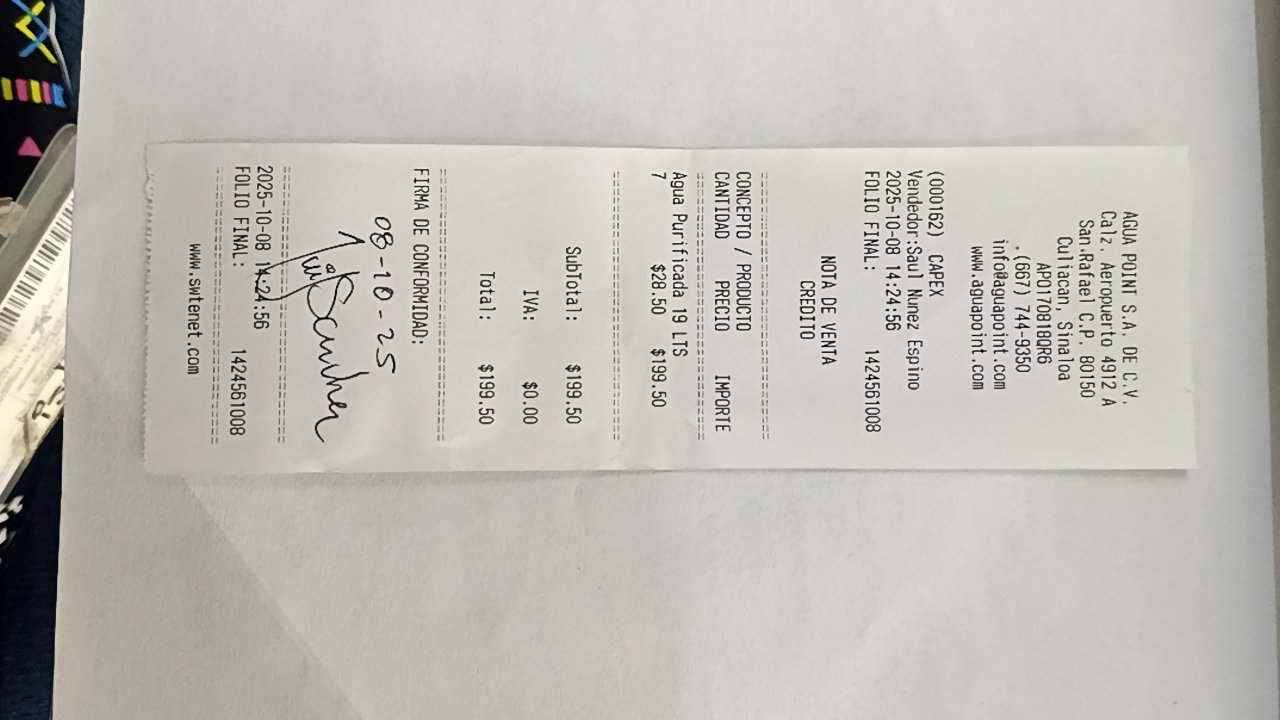 AGUA POINT S.A. DE C.V.
Calz. Aeropuerto 4912 A
San.Rafael C.P. 80150
Culiacan, Sinaloa
APO1708180R6
.(667) 744-9350
info@aguapoint.com
www.aguapoint.com
(000162) CAPEX
Vendedor:Saul Nunez Espino
2025-10-08 14:24:56
FOLIO FINAL: 1424561008
NOTA DE VENTA
CREDITO
CONCEPTO / PRODUCTO
CANTIDAD PRECIO IMPORTE
Agua Purificada 19 LTS
7 $28.50 $199.50
SubTotal: $199.50
IVA: $0.00
Total: $199.50
FIRMA DE CONFORMIDAD:
08-10-25
2025-10-08 14:24:56
FOLIO FINAL: 1424561008
www.swtenet.com